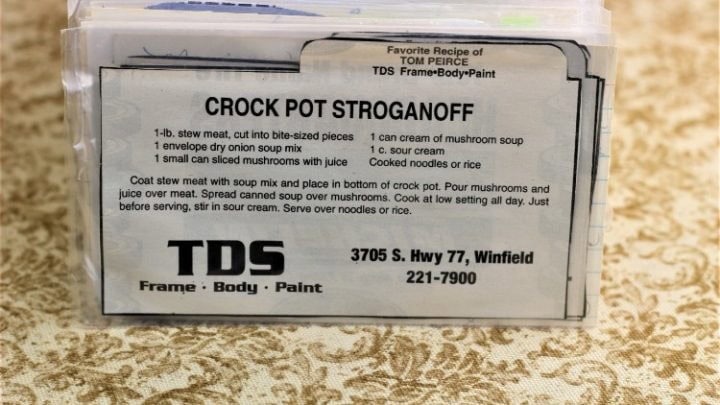 Favorite Recipe of
TOM PEIRCE
TDS Frame•Body•Paint
CROCK POT STROGANOFF
1-lb. stew meat, cut into bite-sized pieces
1 envelope dry onion soup mix
1 small can sliced mushrooms with juice
1 can cream of mushroom soup
1 c. sour cream
Cooked noodles or rice
Coat stew meat with soup mix and place in bottom of crock pot. Pour mushrooms and
juice over meat. Spread canned soup over mushrooms. Cook at low setting all day. Just
before serving, stir in sour cream. Serve over noodles or rice.
TDS
Frame · Body · Paint
3705 S. Hwy 77, Winfield
221-7900